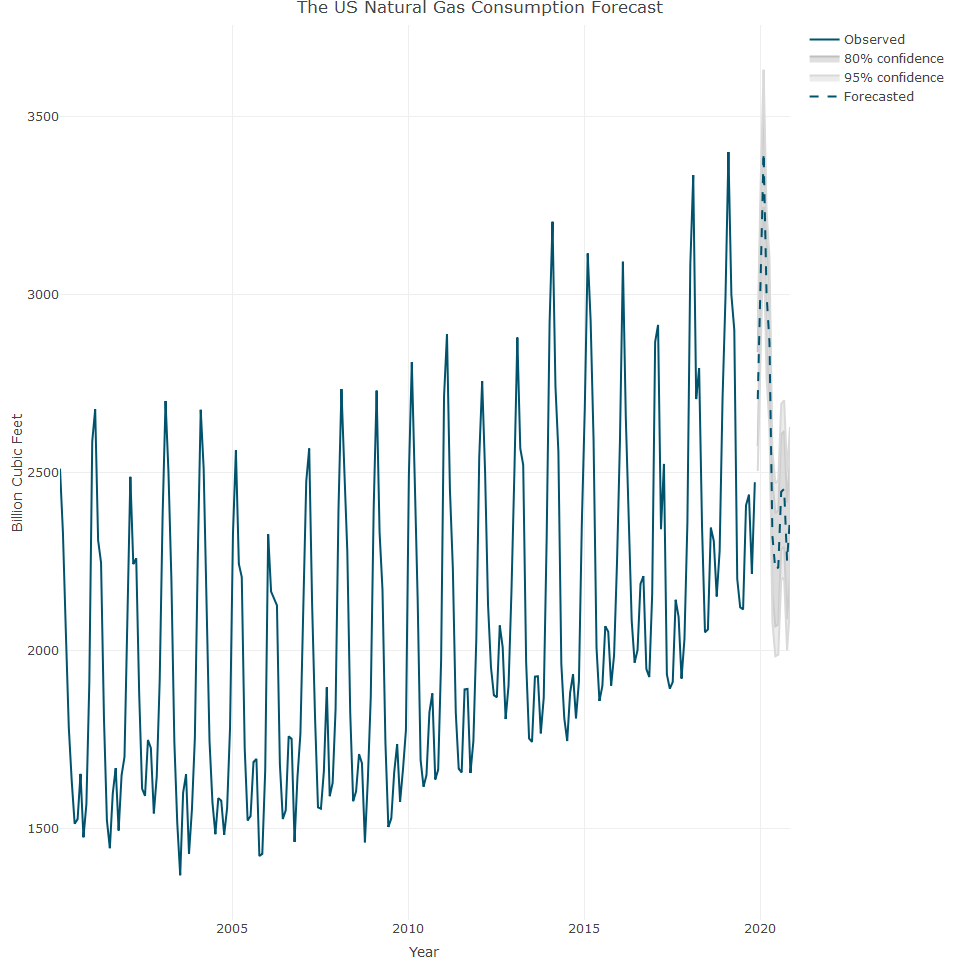 The US Natural Gas Consumption Forecast
Observed
80% confidence
95% confidence
Forecasted
3500
3000
2500
2000
1500
Billion Cubic Feet
2005
2010
2015
2020
Year